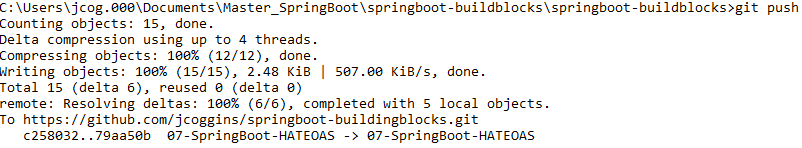 C:\Users\jcog.000\Documents\Master_SpringBoot\springboot-buildblocks\springboot-buildblocks>git push
Counting objects: 15, done.
Delta compression using up to 4 threads.
Compressing objects: 100% (12/12), done.
Writing objects: 100% (15/15), 2.48 KiB | 507.00 KiB/s, done.
Total 15 (delta 6), reused 0 (delta 0)
remote: Resolving deltas: 100% (6/6), completed with 5 local objects.
To https://github.com/jcoggins/springboot-buildingblocks.git
   c258032..79aa50b  07-SpringBoot-HATEOAS -> 07-SpringBoot-HATEOAS